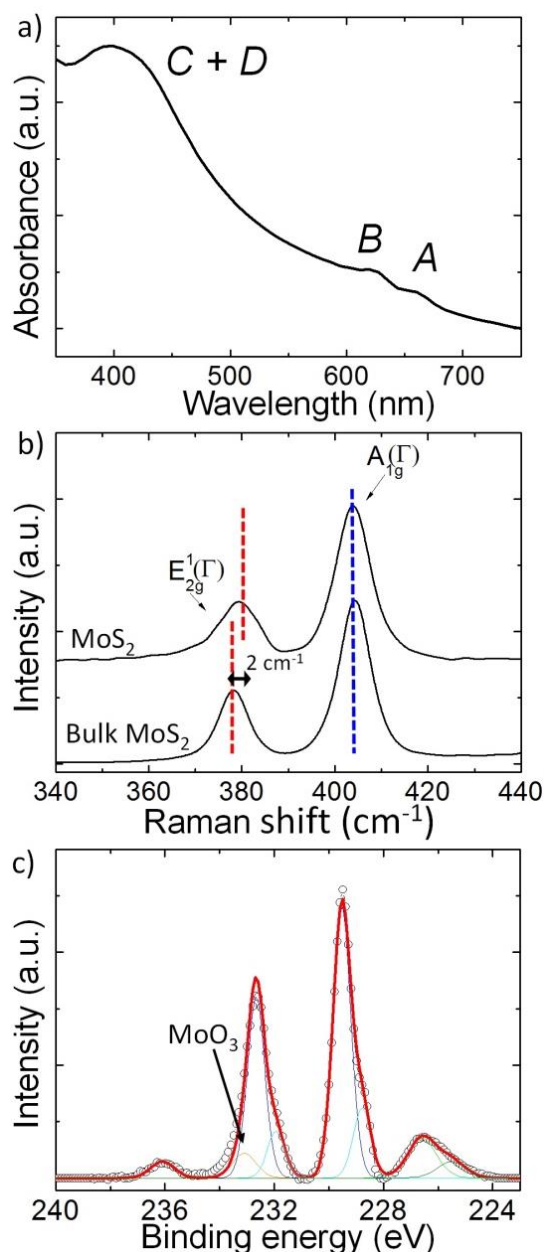 a)
C + D
B
A
Absorbance (a.u.)
400 500 600 700
Wavelength (nm)
b)
A₁g(Γ)
E¹₂g(Γ)
MoS₂
2 cm⁻¹
Bulk MoS₂
Intensity (a.u.)
340 360 380 400 420 440
Raman shift (cm⁻¹)
c)
MoO₃
Intensity (a.u.)
240 236 232 228 224
Binding energy (eV)